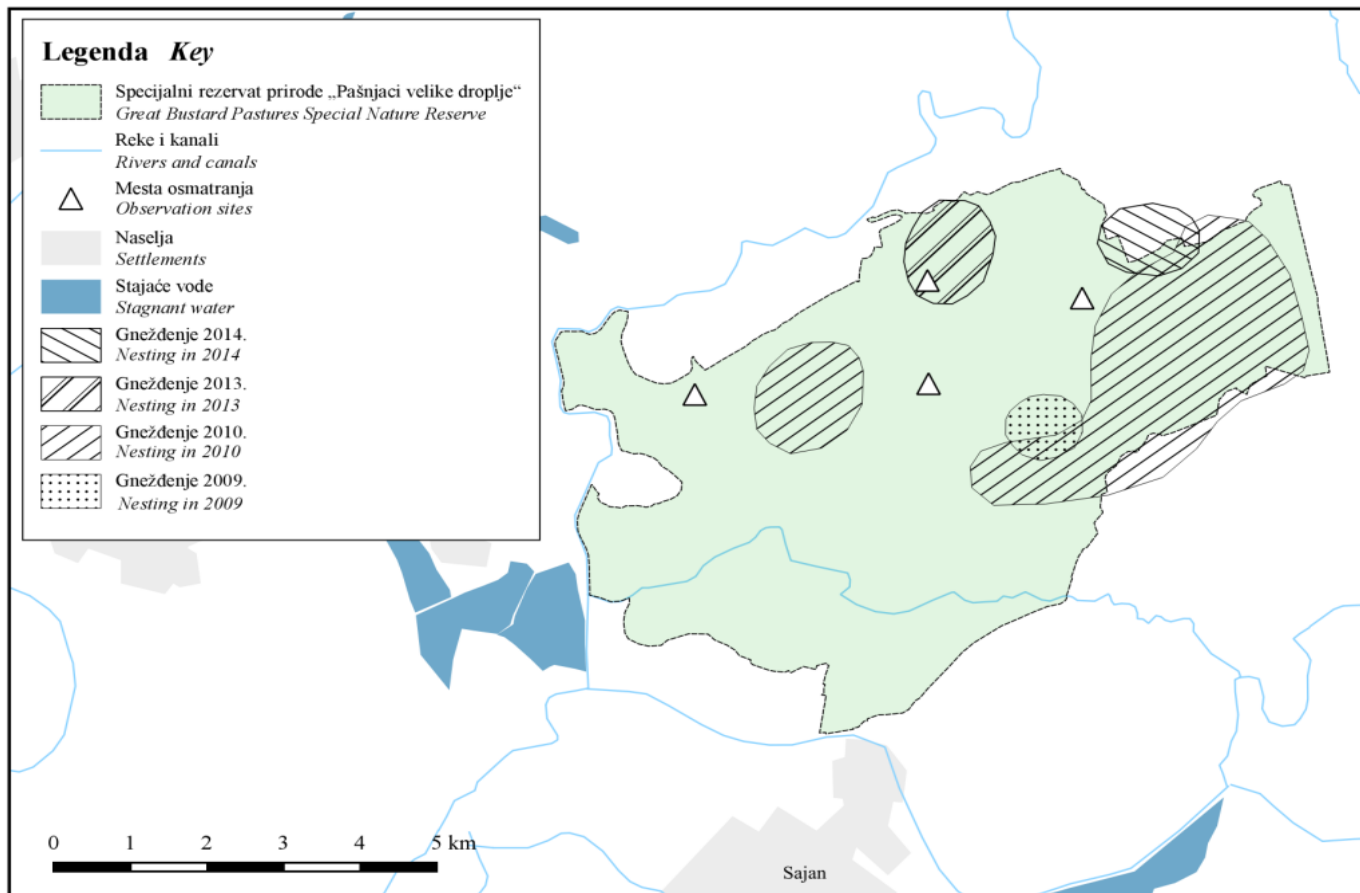 Legenda Key
Specijalni rezervat prirode „Pašnjaci velike droplje“
Great Bustard Pastures Special Nature Reserve
Reke i kanali
Rivers and canals
Mesta osmatranja
Observation sites
Naselja
Settlements
Stajaće vode
Stagnant water
Gnežđenje 2014.
Nesting in 2014
Gnežđenje 2013.
Nesting in 2013
Gnežđenje 2010.
Nesting in 2010
Gnežđenje 2009.
Nesting in 2009
0 1 2 3 4 5 km
Sajan